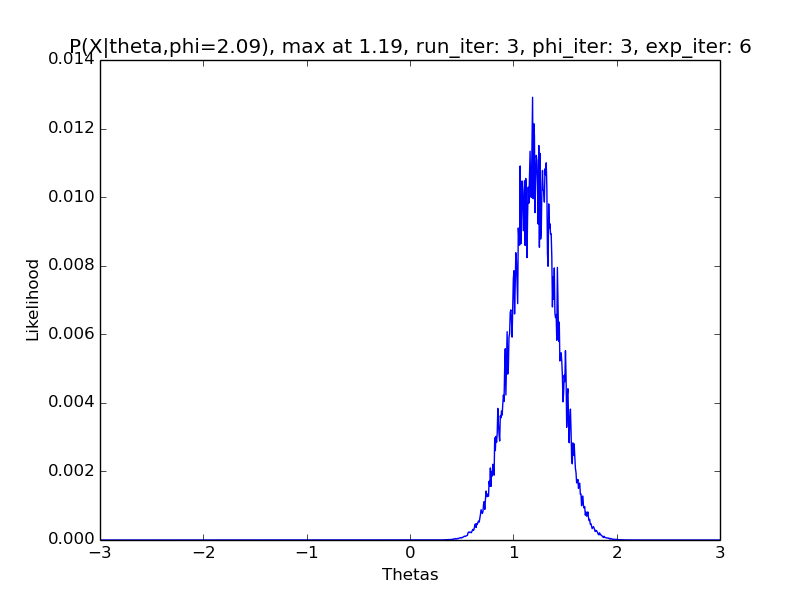 P(X|theta,phi=2.09), max at 1.19, run_iter: 3, phi_iter: 3, exp_iter: 6
0.014
0.012
0.010
0.008
0.006
0.004
0.002
0.000
Likelihood
−3 −2 −1 0 1 2 3
Thetas